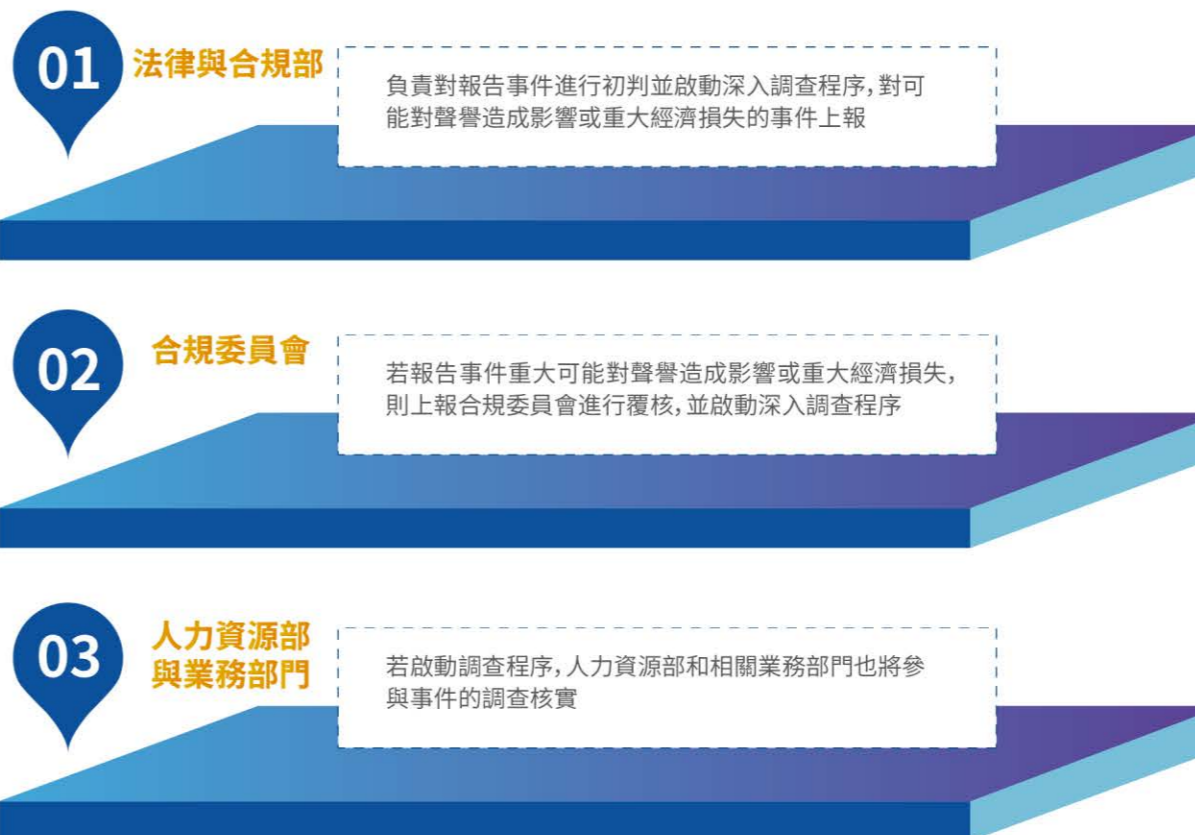 01
法律與合規部
負責對報告事件進行初判並啟動深入調查程序,對可
能對聲譽造成影響或重大經濟損失的事件上報
02
合規委員會
若報告事件重大可能對聲譽造成影響或重大經濟損失,
則上報合規委員會進行覆核,並啟動深入調查程序
03
人力資源部
與業務部門
若啟動調查程序,人力資源部和相關業務部門也將參
與事件的調查核實